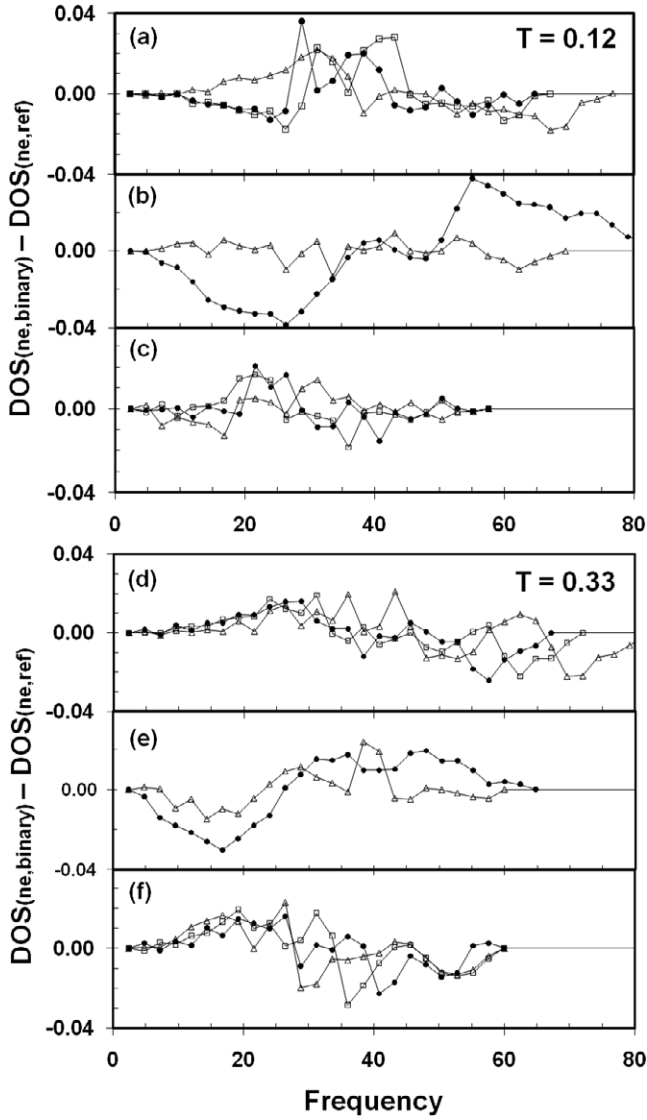 0.04
(a)
T = 0.12
0.00
-0.04
(b)
0.00
-0.04
(c)
0.00
-0.04
0
20
40
60
80
DOS(ne,binary) – DOS(ne,ref)
0.04
(d)
T = 0.33
0.00
-0.04
(e)
0.00
-0.04
(f)
0.00
-0.04
0
20
40
60
80
DOS(ne,binary) – DOS(ne,ref)
Frequency